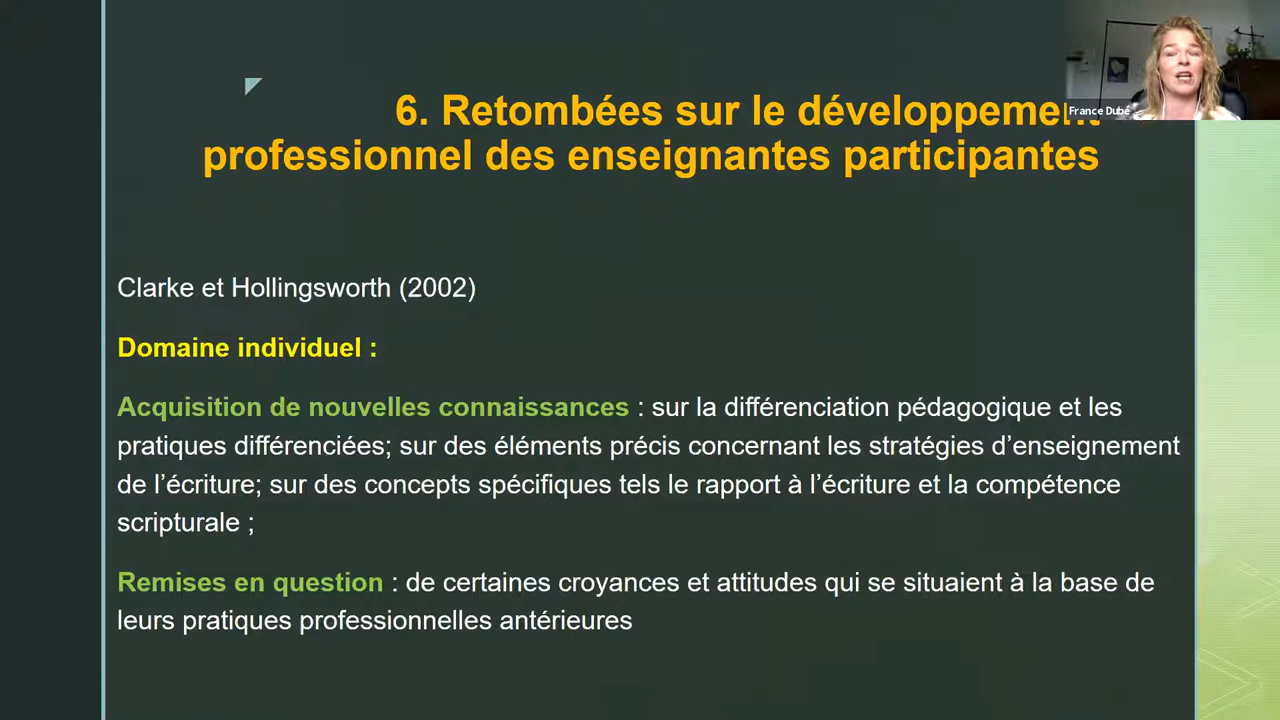 6. Retombées sur le développement
professionnel des enseignantes participantes
France Dubé
Clarke et Hollingsworth (2002)
Domaine individuel :
Acquisition de nouvelles connaissances : sur la différenciation pédagogique et les
pratiques différenciées; sur des éléments précis concernant les stratégies d’enseignement
de l’écriture; sur des concepts spécifiques tels le rapport à l’écriture et la compétence
scripturale ;
Remises en question : de certaines croyances et attitudes qui se situaient à la base de
leurs pratiques professionnelles antérieures